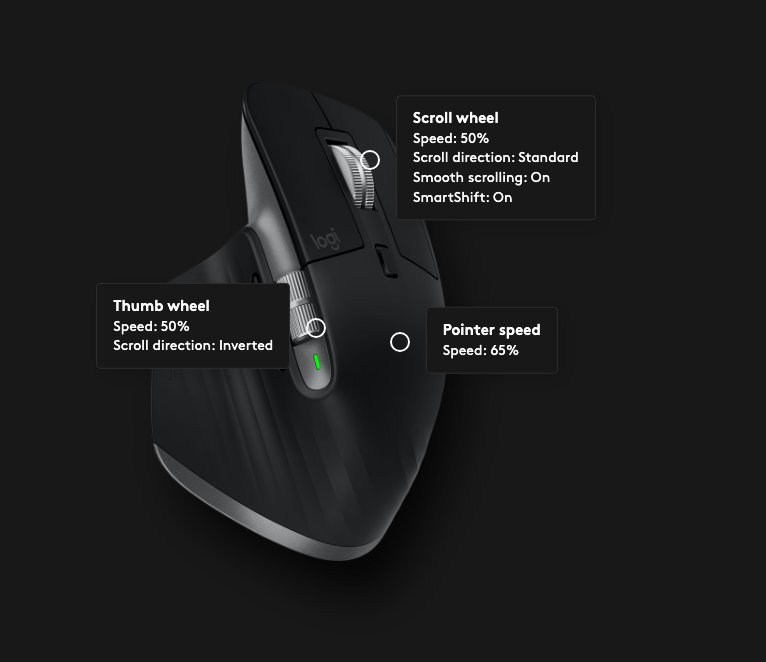 Scroll wheel
Speed: 50%
Scroll direction: Standard
Smooth scrolling: On
SmartShift: On
logi
Thumb wheel
Speed: 50%
Scroll direction: Inverted
Pointer speed
Speed: 65%